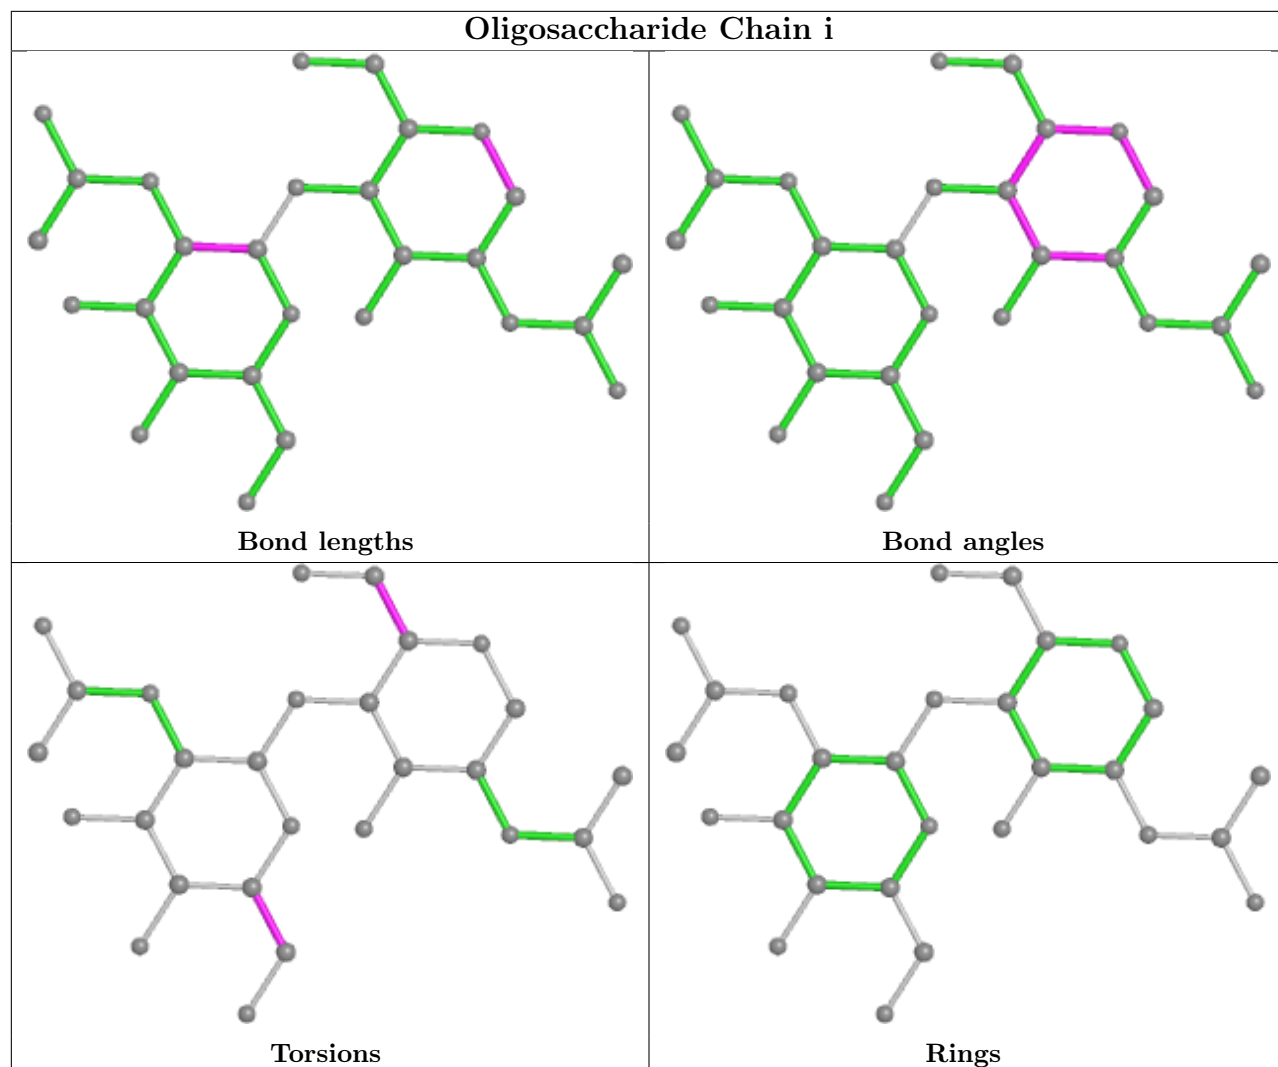 Oligosaccharide Chain i
Bond lengths
Bond angles
Torsions
Rings